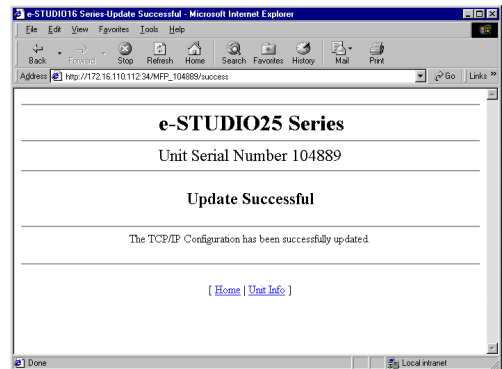 e-STUDIO16 Series-Update Successful - Microsoft Internet Explorer
File Edit View Favorites Tools Help
Back Forward Stop Refresh Home Search Favorites History Mail Print
Address http://172.16.110.112:34/MFP_104889/success Go Links »
e-STUDIO25 Series
Unit Serial Number 104889
Update Successful
The TCP/IP Configuration has been successfully updated.
[ Home | Unit Info ]
Done Local intranet